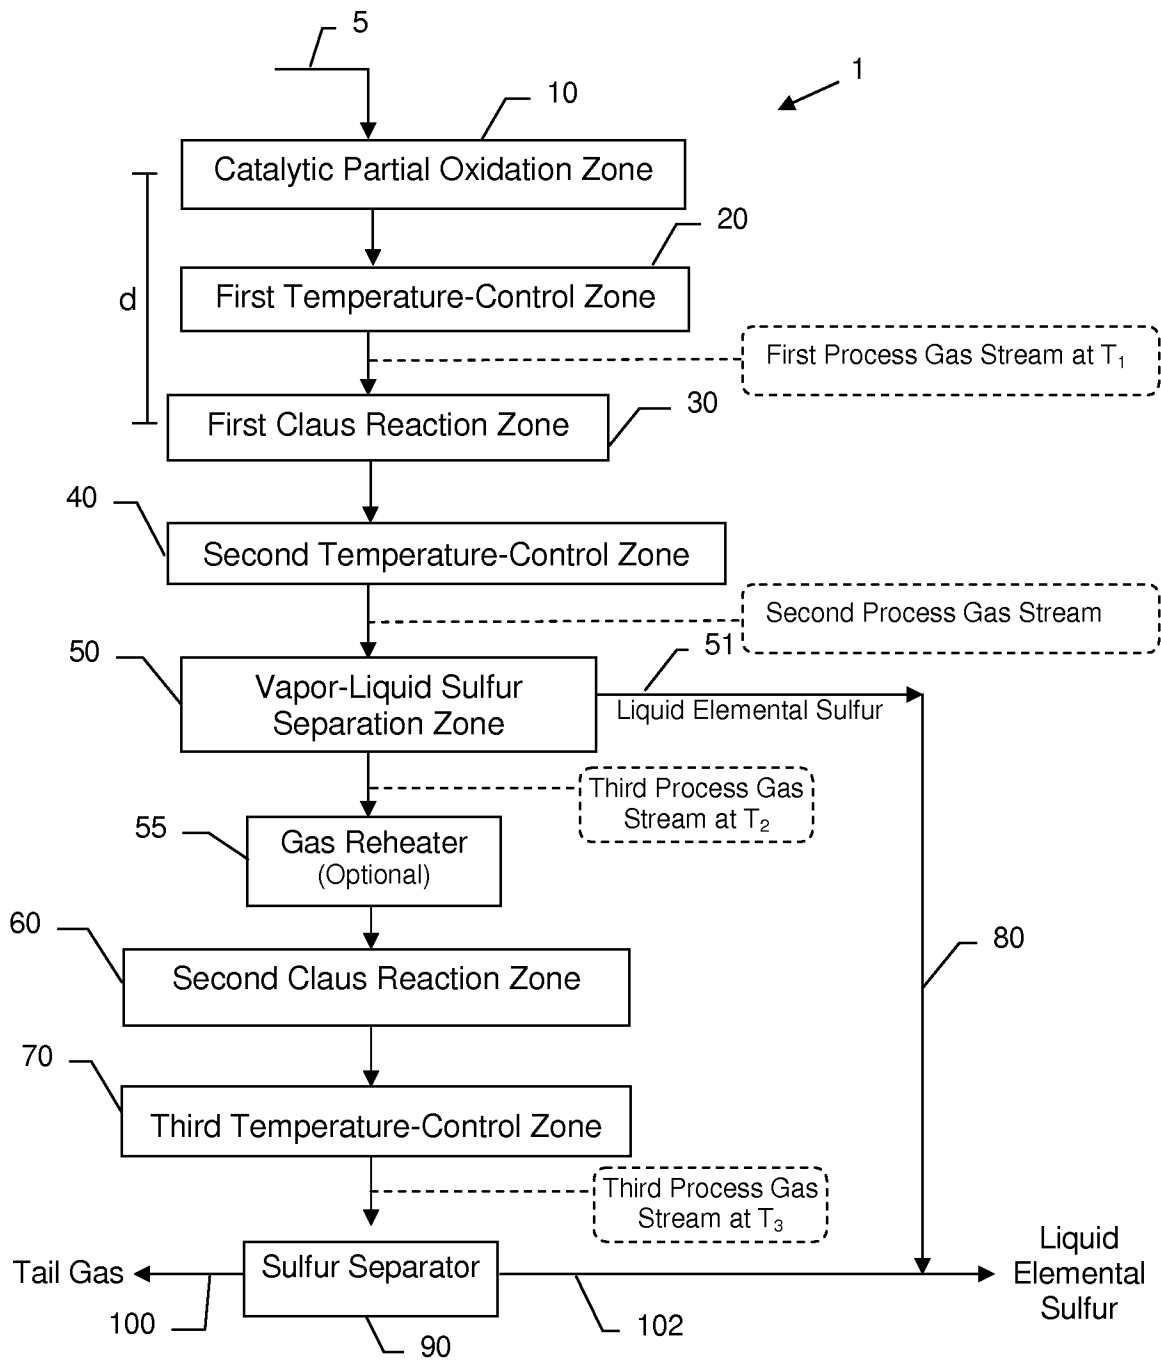 5
1
10
Catalytic Partial Oxidation Zone
20
First Temperature-Control Zone
d
First Process Gas Stream at T1
30
First Claus Reaction Zone
40
Second Temperature-Control Zone
Second Process Gas Stream
50
51
Vapor-Liquid Sulfur
Separation Zone
Liquid Elemental Sulfur
Third Process Gas
Stream at T2
55
Gas Reheater
(Optional)
60
80
Second Claus Reaction Zone
70
Third Temperature-Control Zone
Third Process Gas
Stream at T3
Tail Gas
Sulfur Separator
Liquid
Elemental
Sulfur
100
102
90